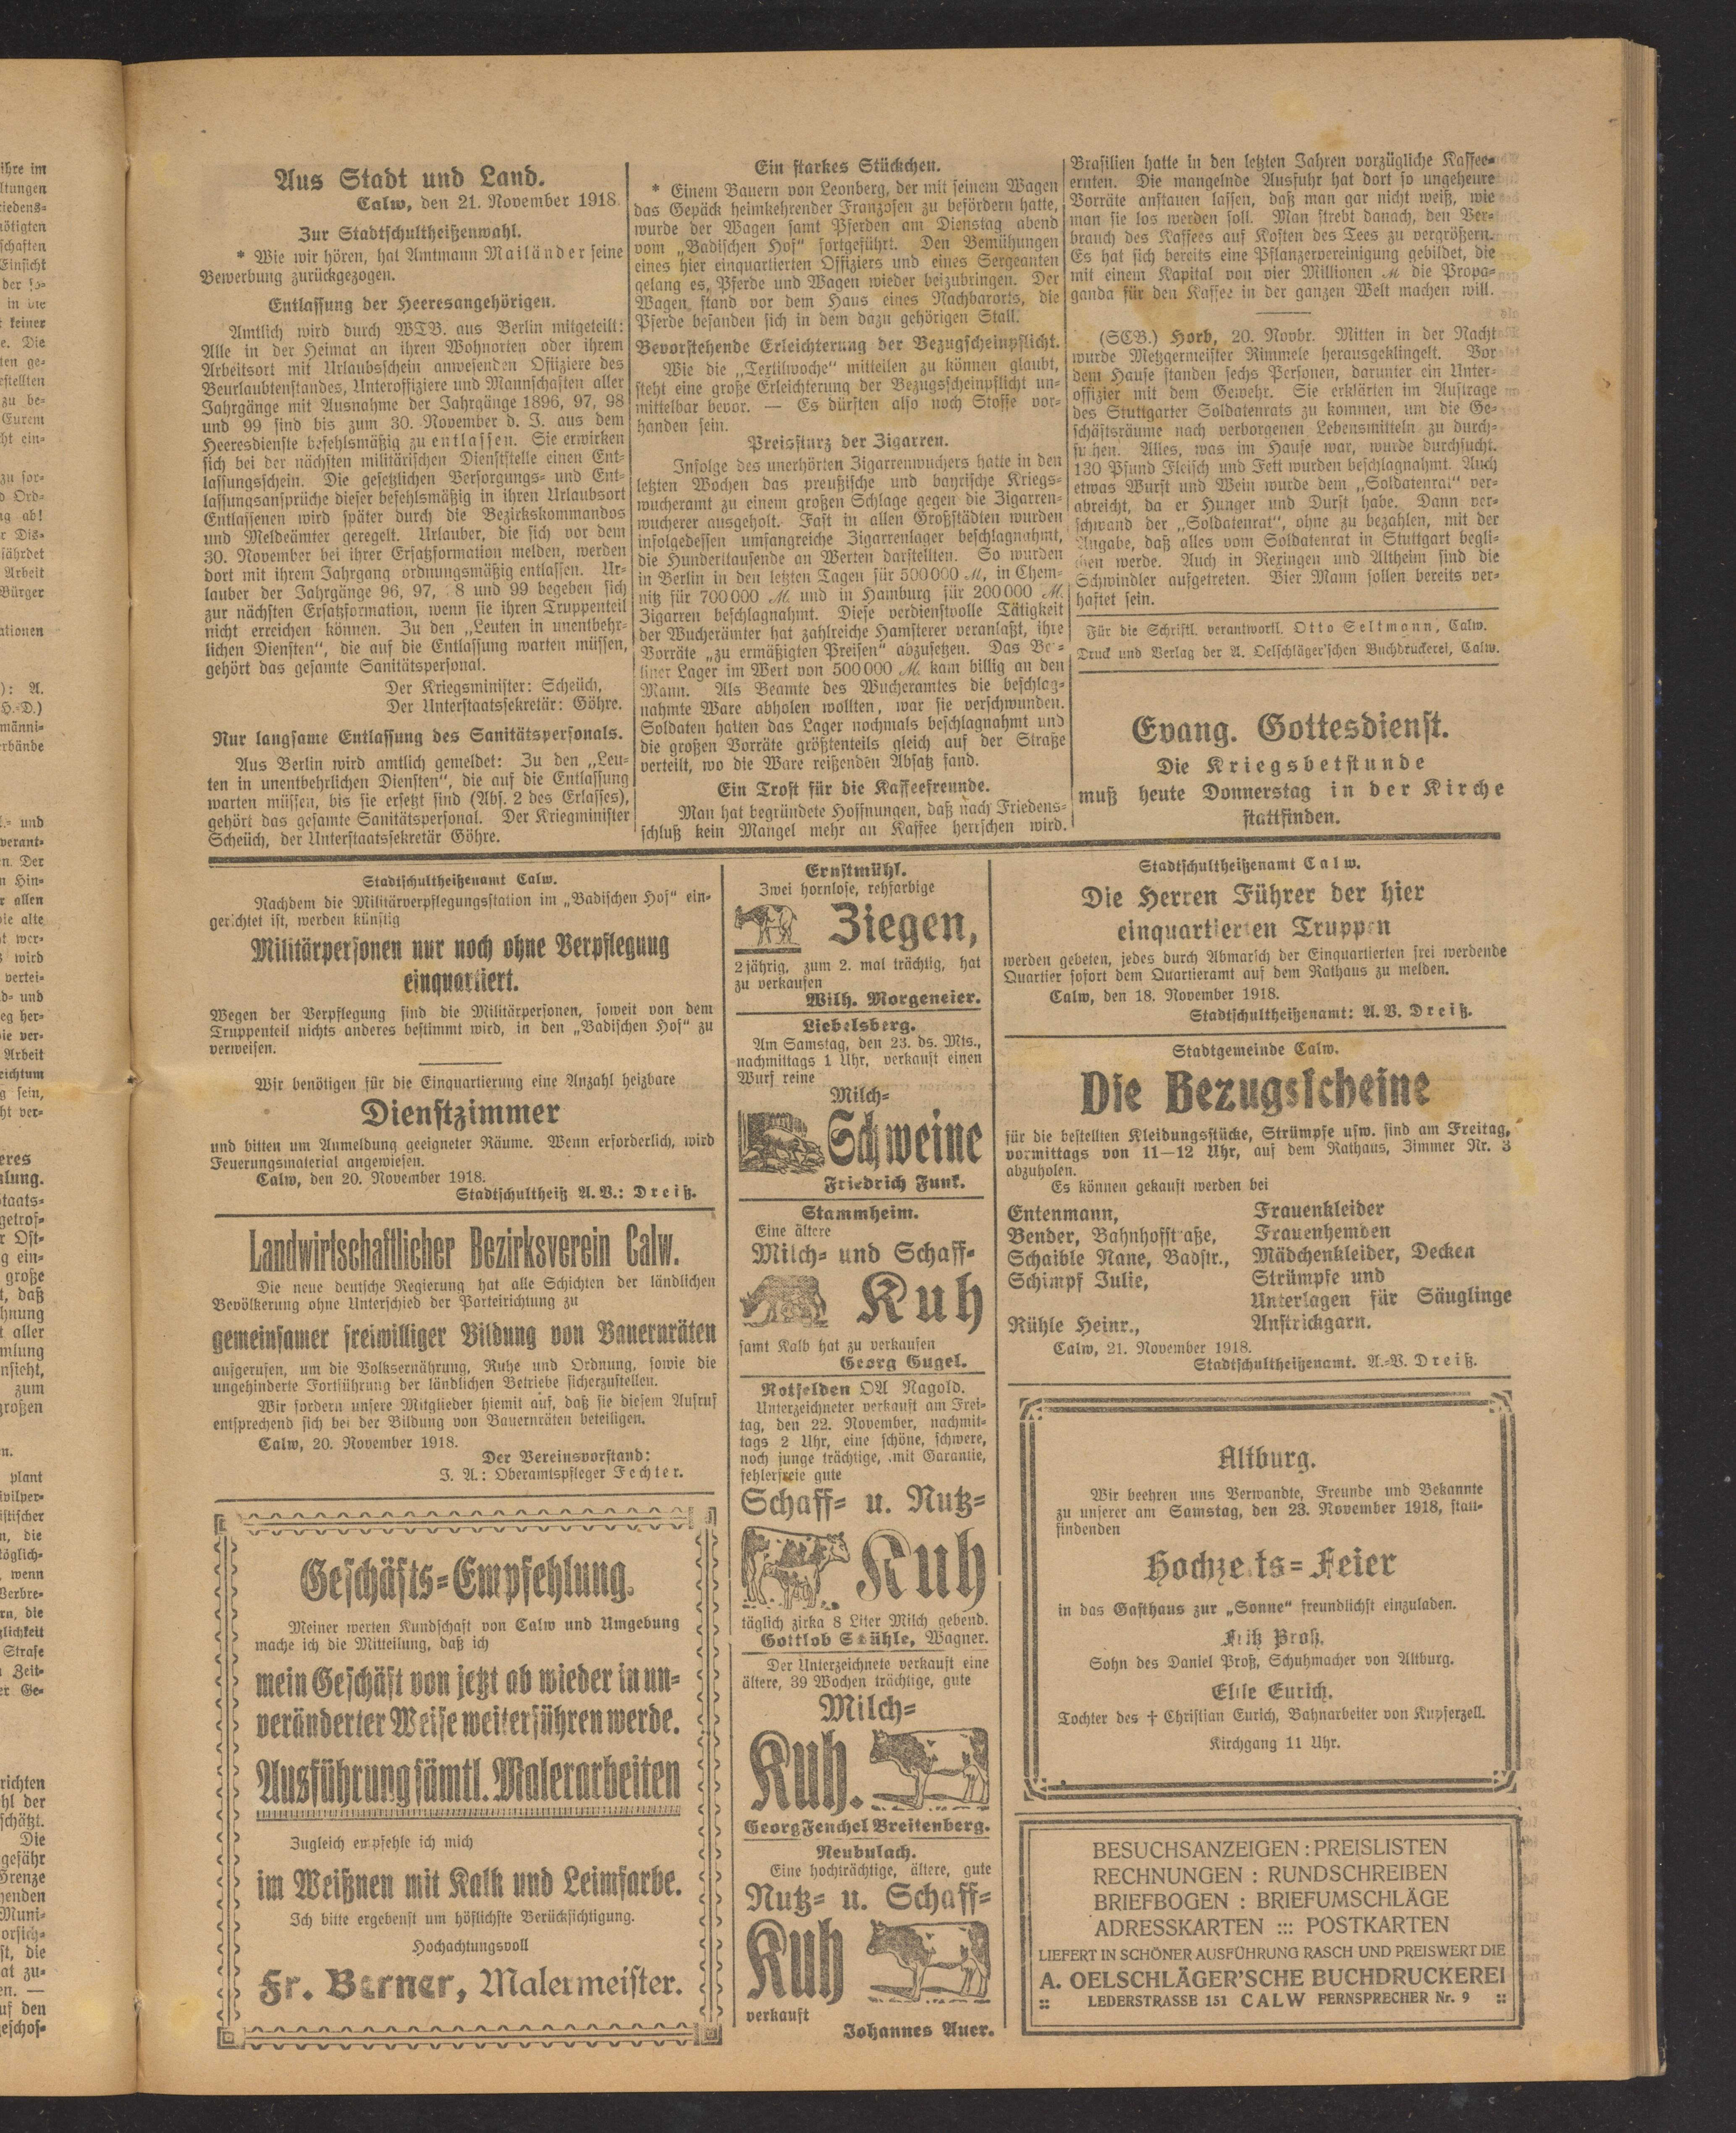 Aus Stadt und Land.
Calw, den 21. November 1918.
Zur Stadtschultheißenwahl.
* Wie wir hören, hat Amtmann Mailänder seine
Bewerbung zurückgezogen.
Entlassung der Heeresangehörigen.
Amtlich wird durch WTB. aus Berlin mitgeteilt:
Alle in der Heimat an ihren Wohnorten oder ihrem
Arbeitsort mit Urlaubsschein anwesenden Offiziere des
Beurlaubtenstandes, Unteroffiziere und Mannschaften aller
Jahrgänge mit Ausnahme der Jahrgänge 1896, 97, 98
und 99 sind bis zum 30. November d. J. aus dem
Heeresdienste befehlsmäßig zu entlassen. Sie erwirken
sich bei der nächsten militärischen Dienststelle einen Ent-
lassungsschein. Die gesetzlichen Versorgungs- und Ent-
lassungsansprüche dieser befehlsmäßig in ihren Urlaubsort
Entlassenen wird später durch die Bezirkskommandos
und Meldeämter geregelt. Urlauber, die sich vor dem
30. November bei ihrer Ersatzformation melden, werden
dort mit ihrem Jahrgang ordnungsmäßig entlassen. Ur-
lauber der Jahrgänge 96, 97, 8 und 99 begeben sich
zur nächsten Ersatzformation, wenn sie ihren Truppenteil
nicht erreichen können. Zu den „Leuten in unentbehr-
lichen Diensten“, die auf die Entlassung warten müssen,
gehört das gesamte Sanitätspersonal.
Der Kriegsminister: Scheüch,
Der Unterstaatssekretär: Göhre.
Nur langsame Entlassung des Sanitätspersonals.
Aus Berlin wird amtlich gemeldet: Zu den „Leu-
ten in unentbehrlichen Diensten“, die auf die Entlassung
warten müssen, bis sie ersetzt sind (Abs. 2 des Erlasses),
gehört das gesamte Sanitätspersonal. Der Kriegminister
Scheüch, der Unterstaatssekretär Göhre.
Ein starkes Stückchen.
* Einem Bauern von Leonberg, der mit seinem Wagen
das Gepäck heimkehrender Franzosen zu befördern hatte,
wurde der Wagen samt Pferden am Dienstag abend
vom „Badischen Hof“ fortgeführt. Den Bemühungen
eines hier einquartierten Offiziers und eines Sergeanten
gelang es, Pferde und Wagen wieder beizubringen. Der
Wagen stand vor dem Haus eines Nachbarorts, die
Pferde befanden sich in dem dazu gehörigen Stall.
Bevorstehende Erleichterung der Bezugscheinpflicht.
Wie die „Textilwoche“ mitteilen zu können glaubt,
steht eine große Erleichterung der Bezugsscheinpflicht un-
mittelbar bevor. — Es dürften also noch Stoffe vor-
handen sein.
Preissturz der Zigarren.
Infolge des unerhörten Zigarrenwuchers hatte in den
letzten Wochen das preußische und bayrische Kriegs-
wucheramt zu einem großen Schlage gegen die Zigarren-
wucherer ausgeholt. Fast in allen Großstädten wurden
infolgedessen umfangreiche Zigarrenlager beschlagnahmt,
die Hunderttausende an Werten darstellten. So wurden
in Berlin in den letzten Tagen für 500 000 M, in Chem-
nitz für 700 000 M. und in Hamburg für 200 000 M.
Zigarren beschlagnahmt. Diese verdienstvolle Tätigkeit
der Wucherämter hat zahlreiche Hamsterer veranlaßt, ihre
Vorräte „zu ermäßigten Preisen“ abzusetzen. Das Ber-
liner Lager im Wert von 500 000 M. kam billig an den
Mann. Als Beamte des Wucheramtes die beschlag-
nahmte Ware abholen wollten, war sie verschwunden.
Soldaten hatten das Lager nochmals beschlagnahmt und
die großen Vorräte größtenteils gleich auf der Straße
verteilt, wo die Ware reißenden Absatz fand.
Ein Trost für die Kaffeefreunde.
Man hat begründete Hoffnungen, daß nach Friedens-
schluß kein Mangel mehr an Kaffee herrschen wird.
Brasilien hatte in den letzten Jahren vorzügliche Kaffee-
ernten. Die mangelnde Ausfuhr hat dort so ungeheure
Vorräte anstauen lassen, daß man gar nicht weiß, wie
man sie los werden soll. Man strebt danach, den Ver-
brauch des Kaffees auf Kosten des Tees zu vergrößern.
Es hat sich bereits eine Pflanzervereinigung gebildet, die
mit einem Kapital von vier Millionen M die Propa-
ganda für den Kaffee in der ganzen Welt machen will.
(SCB.) Horb, 20. Novbr. Mitten in der Nacht
wurde Metzgermeister Rimmele herausgeklingelt. Vor
dem Hause standen sechs Personen, darunter ein Unter-
offizier mit dem Gewehr. Sie erklärten im Auftrage
des Stuttgarter Soldatenrats zu kommen, um die Ge-
schäftsräume nach verborgenen Lebensmitteln zu durch-
suchen. Alles, was im Hause war, wurde durchsucht.
130 Pfund Fleisch und Fett wurden beschlagnahmt. Auch
etwas Wurst und Wein wurde dem „Soldatenrat“ ver-
abreicht, da er Hunger und Durst habe. Dann ver-
schwand der „Soldatenrat“, ohne zu bezahlen, mit der
Angabe, daß alles vom Soldatenrat in Stuttgart begli-
chen werde. Auch in Rexingen und Altheim sind die
Schwindler aufgetreten. Vier Mann sollen bereits ver-
haftet sein.
Für die Schriftl. verantwortl. Otto Seltmann, Calw.
Druck und Verlag der A. Oelschläger'schen Buchdruckerei, Calw.
Evang. Gottesdienst.
Die Kriegsbetstunde
muß heute Donnerstag in der Kirche
stattfinden.
Stadtschultheißenamt Calw.
Nachdem die Militärverpflegungsstation im „Badischen Hof“ ein-
gerichtet ist, werden künftig
Militärpersonen nur noch ohne Verpflegung
einquartiert.
Wegen der Verpflegung sind die Militärpersonen, soweit von dem
Truppenteil nichts anderes bestimmt wird, in den „Badischen Hof“ zu
verweisen.
Wir benötigen für die Einquartierung eine Anzahl heizbare
Dienstzimmer
und bitten um Anmeldung geeigneter Räume. Wenn erforderlich, wird
Feuerungsmaterial angewiesen.
Calw, den 20. November 1918.
Stadtschultheiß A.V.: Dreiß.
Landwirtschaftlicher Bezirksverein Calw.
Die neue deutsche Regierung hat alle Schichten der ländlichen
Bevölkerung ohne Unterschied der Parteirichtung zu
gemeinsamer freiwilliger Bildung von Bauernräten
aufgerufen, um die Volksernährung, Ruhe und Ordnung, sowie die
ungehinderte Fortführung der ländlichen Betriebe sicherzustellen.
Wir fordern unsere Mitglieder hiemit auf, daß sie diesem Aufruf
entsprechend sich bei der Bildung von Bauernräten beteiligen.
Calw, 20. November 1918.
Der Vereinsvorstand:
J. A.: Oberamtspfleger Fechter.
Geschäfts-Empfehlung.
Meiner werten Kundschaft von Calw und Umgebung
mache ich die Mitteilung, daß ich
mein Geschäft von jetzt ab wieder in un-
veränderter Weise weiterführen werde.
Ausführung sämtl. Malerarbeiten
Zugleich empfehle ich mich
im Weißnen mit Kalk und Leimfarbe.
Ich bitte ergebenst um höflichste Berücksichtigung.
Hochachtungsvoll
Fr. Berner, Malermeister.
Ernstmühl.
Zwei hornlose, rehfarbige
Ziegen,
2 jährig, zum 2. mal trächtig, hat
zu verkaufen
Wilh. Morgeneier.
Liebelsberg.
Am Samstag, den 23. ds. Mts.,
nachmittags 1 Uhr, verkauft einen
Wurf reine
Milch-
Schweine
Friedrich Funk.
Stammheim.
Eine ältere
Milch- und Schaff-
Kuh
samt Kalb hat zu verkaufen
Georg Gugel.
Rotfelden OA Nagold.
Unterzeichneter verkauft am Frei-
tag, den 22. November, nachmit-
tags 2 Uhr, eine schöne, schwere,
noch junge trächtige, mit Garantie,
fehlerfreie gute
Schaff- u. Nutz-
Kuh
täglich zirka 8 Liter Milch gebend.
Gottlob Stühle, Wagner.
Der Unterzeichnete verkauft eine
ältere, 39 Wochen trächtige, gute
Milch-
Kuh.
Georg Fenchel Breitenberg.
Neubulach.
Eine hochträchtige, ältere, gute
Nutz- u. Schaff-
Kuh
verkauft
Johannes Auer.
Stadtschultheißenamt Calw.
Die Herren Führer der hier
einquartierten Truppen
werden gebeten, jedes durch Abmarsch der Einquartierten frei werdende
Quartier sofort dem Quartieramt auf dem Rathaus zu melden.
Calw, den 18. November 1918.
Stadtschultheißenamt: A.V. Dreiß.
Stadtgemeinde Calw.
Die Bezugscheine
für die bestellten Kleidungsstücke, Strümpfe usw. sind am Freitag,
vormittags von 11—12 Uhr, auf dem Rathaus, Zimmer Nr. 3
abzuholen.
Es können gekauft werden bei
Entenmann, Frauenkleider
Bender, Bahnhofstraße, Frauenhemden
Schaible Nane, Badstr., Mädchenkleider, Decken
Schimpf Julie, Strümpfe und
Unterlagen für Säuglinge
Rühle Heinr., Anstrickgarn.
Calw, 21. November 1918.
Stadtschultheißenamt. A.-V. Dreiß.
Altburg.
Wir beehren uns Verwandte, Freunde und Bekannte
zu unserer am Samstag, den 23. November 1918, statt-
findenden
Hochzeits-Feier
in das Gasthaus zur „Sonne“ freundlichst einzuladen.
Fritz Proß,
Sohn des Daniel Proß, Schuhmacher von Altburg.
Elise Eurich.
Tochter des † Christian Eurich, Bahnarbeiter von Kupferzell.
Kirchgang 11 Uhr.
BESUCHSANZEIGEN : PREISLISTEN
RECHNUNGEN : RUNDSCHREIBEN
BRIEFBOGEN : BRIEFUMSCHLÄGE
ADRESSKARTEN ::: POSTKARTEN
LIEFERT IN SCHÖNER AUSFÜHRUNG RASCH UND PREISWERT DIE
A. OELSCHLÄGER'SCHE BUCHDRUCKEREI
:: LEDERSTRASSE 151 CALW FERNSPRECHER Nr. 9 ::